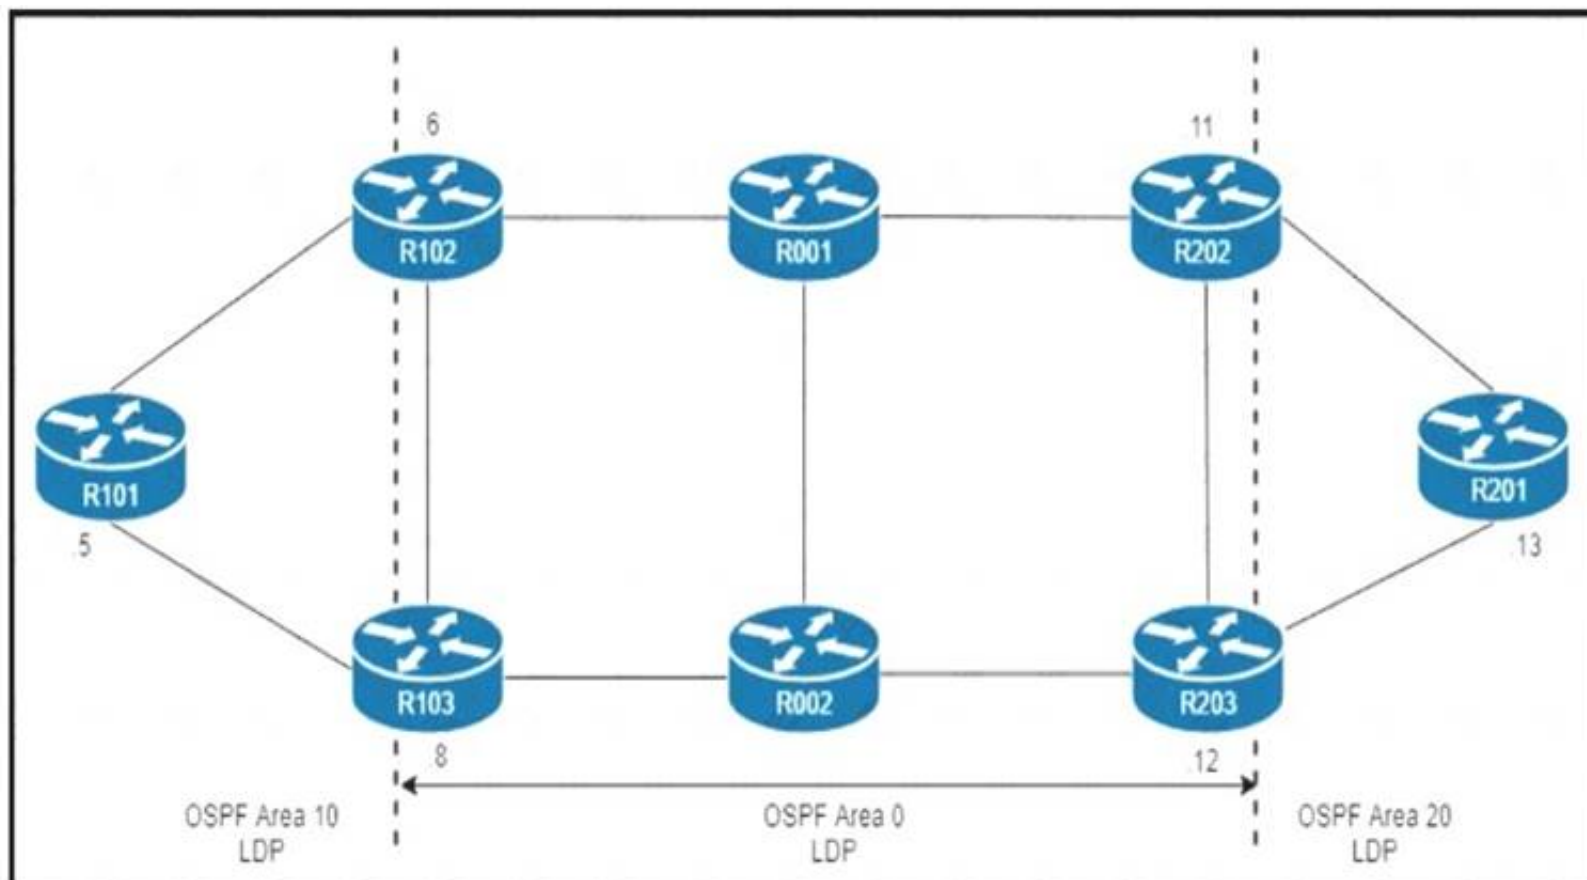 6
11
R102
R001
R202
R101
R201
.5
.13
R103
R002
R203
8
.12
OSPF Area 10
LDP
OSPF Area 0
LDP
OSPF Area 20
LDP